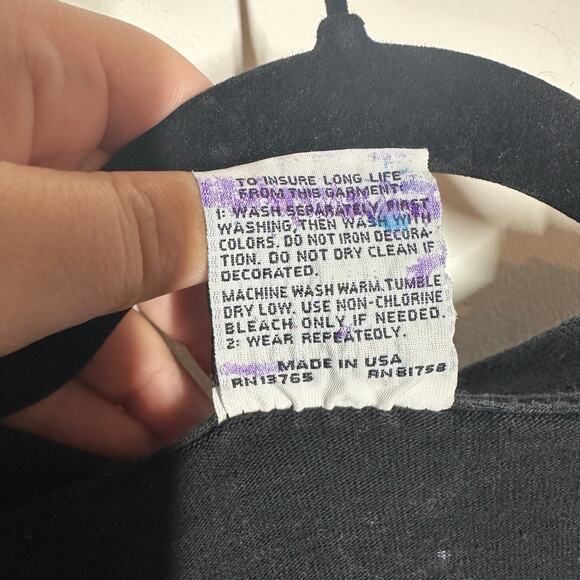 TO INSURE LONG LIFE
FROM THIS GARMENT:
1: WASH SEPARATELY FIRST
WASHING, THEN WASH WITH
COLORS. DO NOT IRON DECORA-
TION. DO NOT DRY CLEAN IF
DECORATED.
MACHINE WASH WARM. TUMBLE
DRY LOW. USE NON-CHLORINE
BLEACH ONLY IF NEEDED.
2: WEAR REPEATEDLY.
MADE IN USA
RN13765 RN81758